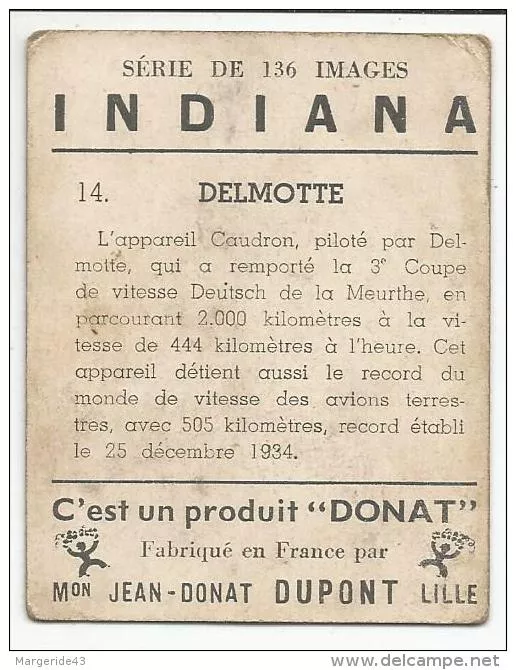 SÉRIE DE 136 IMAGES
INDIANA
14. DELMOTTE
L'appareil Caudron, piloté par Del-
motte, qui a remporté la 3e Coupe
de vitesse Deutsch de la Meurthe, en
parcourant 2.000 kilomètres à la vi-
tesse de 444 kilomètres à l'heure. Cet
appareil détient aussi le record du
monde de vitesse des avions terres-
tres, avec 505 kilomètres, record établi
le 25 décembre 1934.
C'est un produit "DONAT"
Fabriqué en France par
MON JEAN-DONAT DUPONT LILLE
Margeride43
delcampe.net